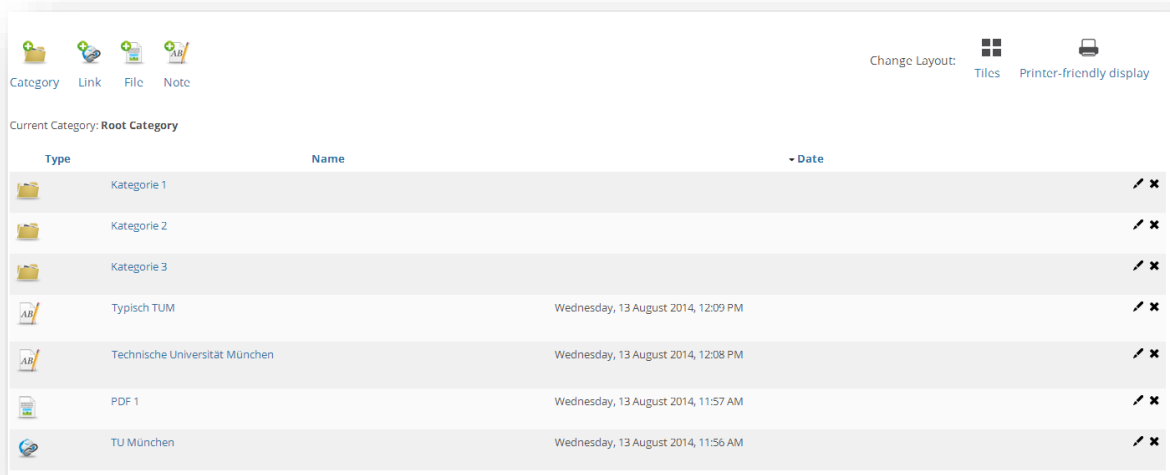 Category Link File Note
Change Layout: Tiles Printer-friendly display
Current Category: Root Category
Type Name Date
Kategorie 1
Kategorie 2
Kategorie 3
Typisch TUM Wednesday, 13 August 2014, 12:09 PM
Technische Universität München Wednesday, 13 August 2014, 12:08 PM
PDF 1 Wednesday, 13 August 2014, 11:57 AM
TU München Wednesday, 13 August 2014, 11:56 AM